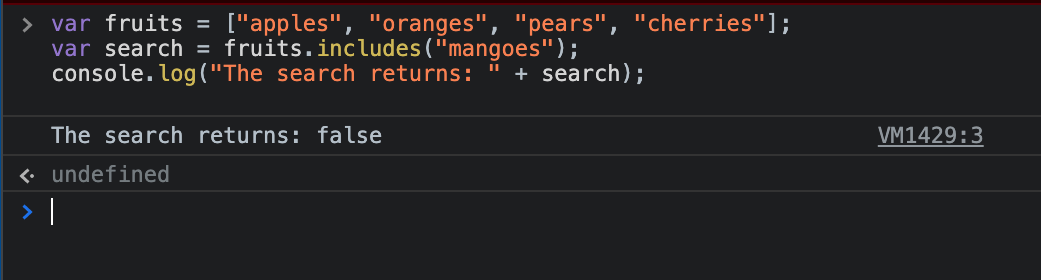 > var fruits = ["apples", "oranges", "pears", "cherries"];
var search = fruits.includes("mangoes");
console.log("The search returns: " + search);
The search returns: false VM1429:3
undefined
>